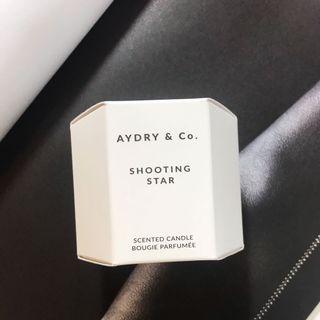 AYDRY & Co.
SHOOTING
STAR
SCENTED CANDLE
BOUGIE PARFUMÉE